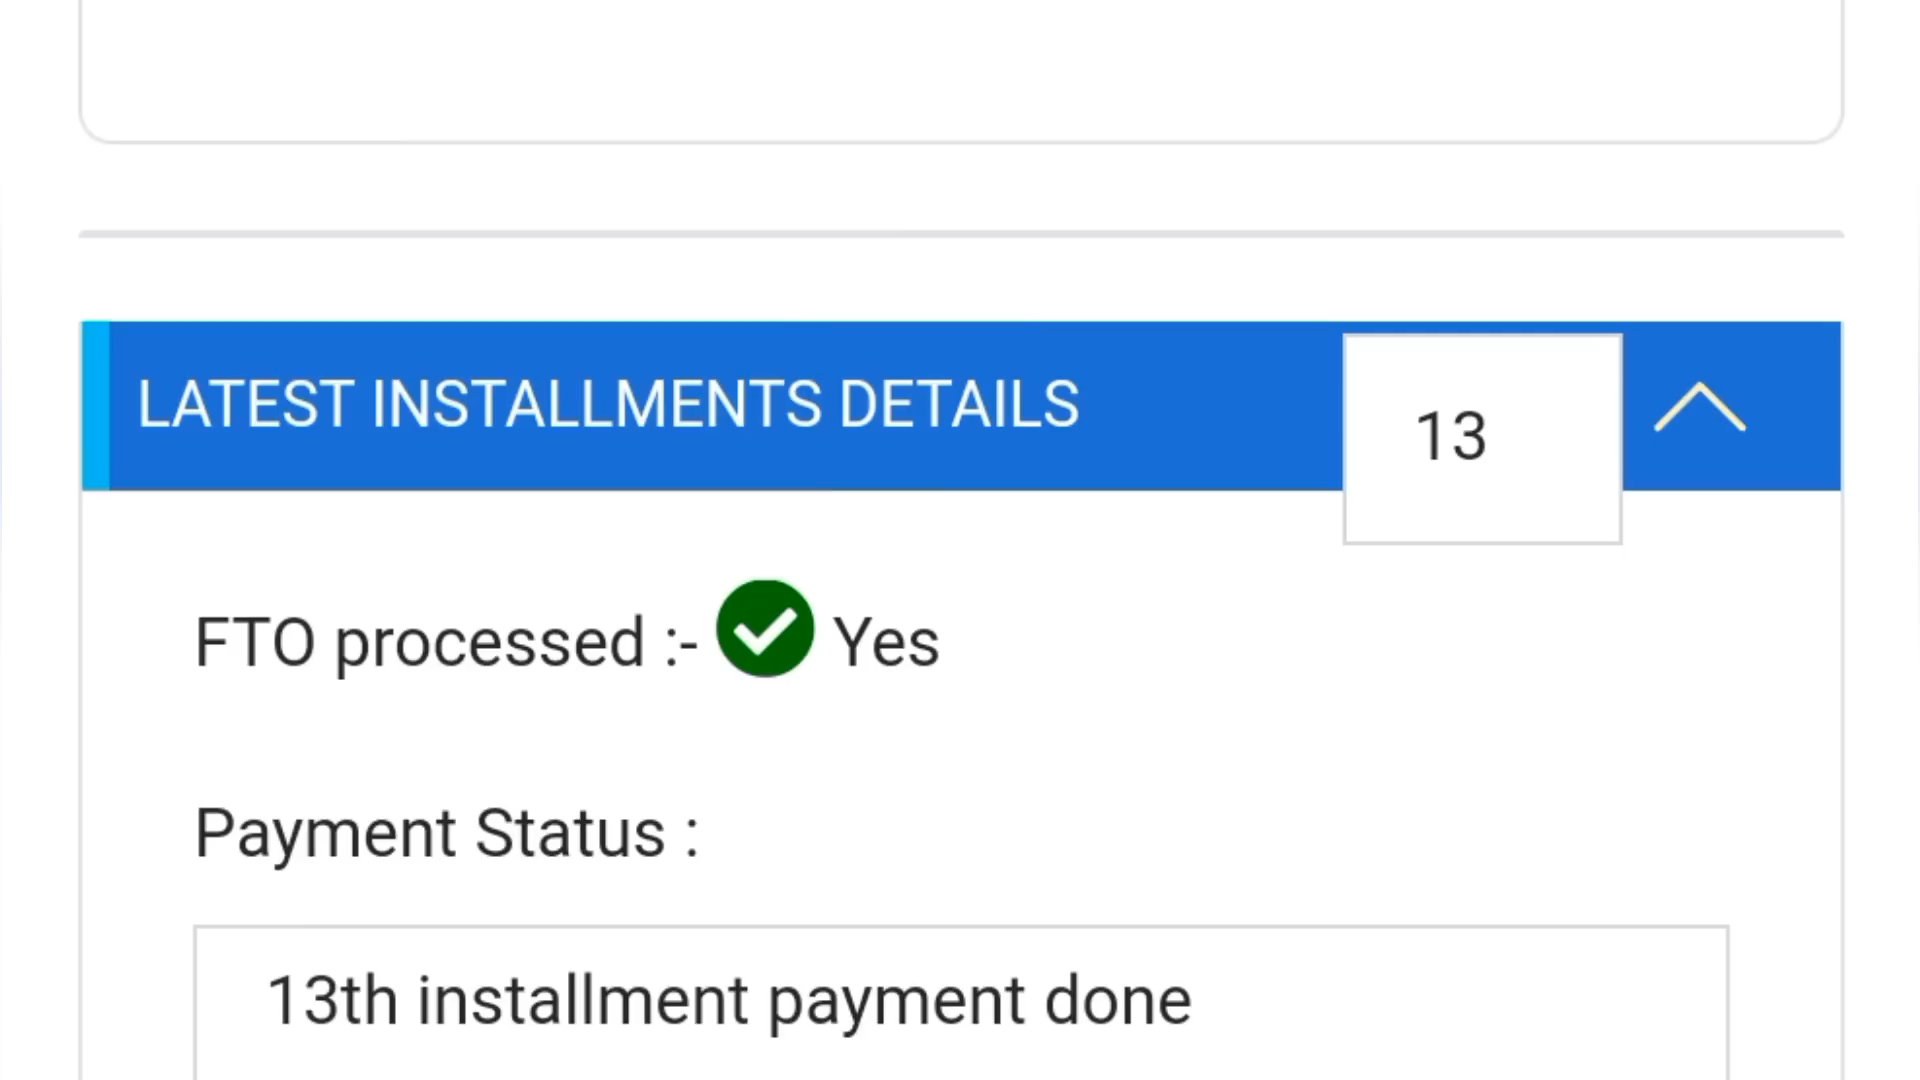 LATEST INSTALLMENTS DETAILS 13
FTO processed :- Yes
Payment Status :
13th installment payment done